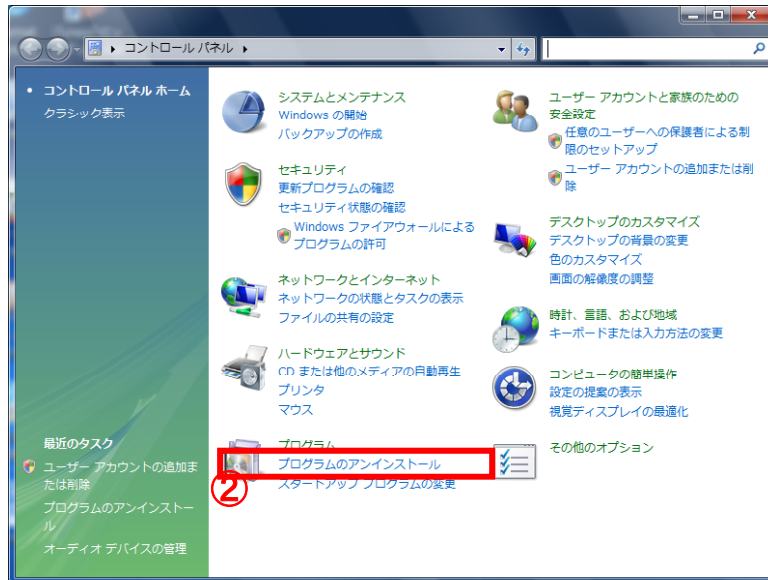 コントロール パネル
コントロール パネル ホーム
クラシック表示
システムとメンテナンス
Windows の開始
バックアップの作成
セキュリティ
更新プログラムの確認
セキュリティ状態の確認
Windows ファイアウォールによる
プログラムの許可
ネットワークとインターネット
ネットワークの状態とタスクの表示
ファイルの共有の設定
ハードウェアとサウンド
CD または他のメディアの自動再生
プリンタ
マウス
プログラム
プログラムのアンインストール
スタートアップ プログラムの変更
②
ユーザー アカウントと家族のための
安全設定
任意のユーザーへの保護者による制
限のセットアップ
ユーザー アカウントの追加または削
除
デスクトップのカスタマイズ
デスクトップの背景の変更
色のカスタマイズ
画面の解像度の調整
時計、言語、および地域
キーボードまたは入力方法の変更
コンピュータの簡単操作
設定の提案の表示
視覚ディスプレイの最適化
その他のオプション
最近のタスク
ユーザー アカウントの追加ま
たは削除
プログラムのアンインストー
ル
オーディオ デバイスの管理